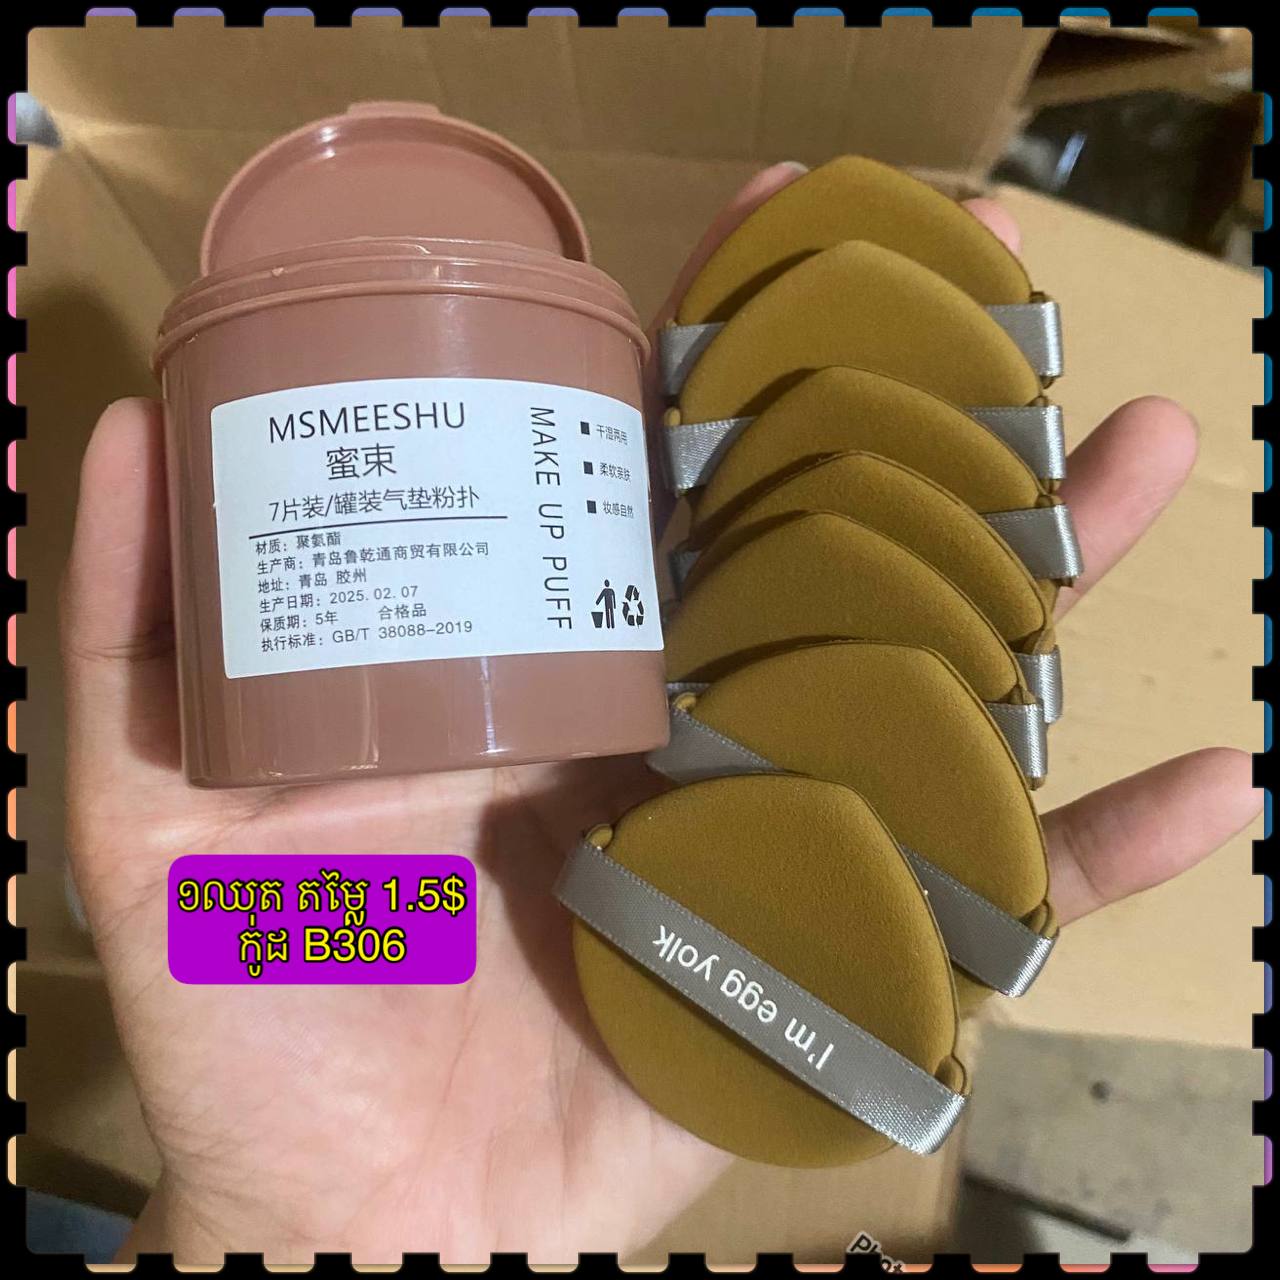 MSMEESHU
蜜束
7片装/罐装气垫粉扑
材质：聚氨酯
生产商：青岛鲁乾通商贸有限公司
地址：青岛 胶州
生产日期：2025.02.07
保质期：5年 合格品
执行标准：GB/T 38088-2019
MAKE UP PUFF
干湿两用
柔软亲肤
妆感自然
១ឈុត តម្លៃ 1.5$
កូដ B306
I'm egg yolk